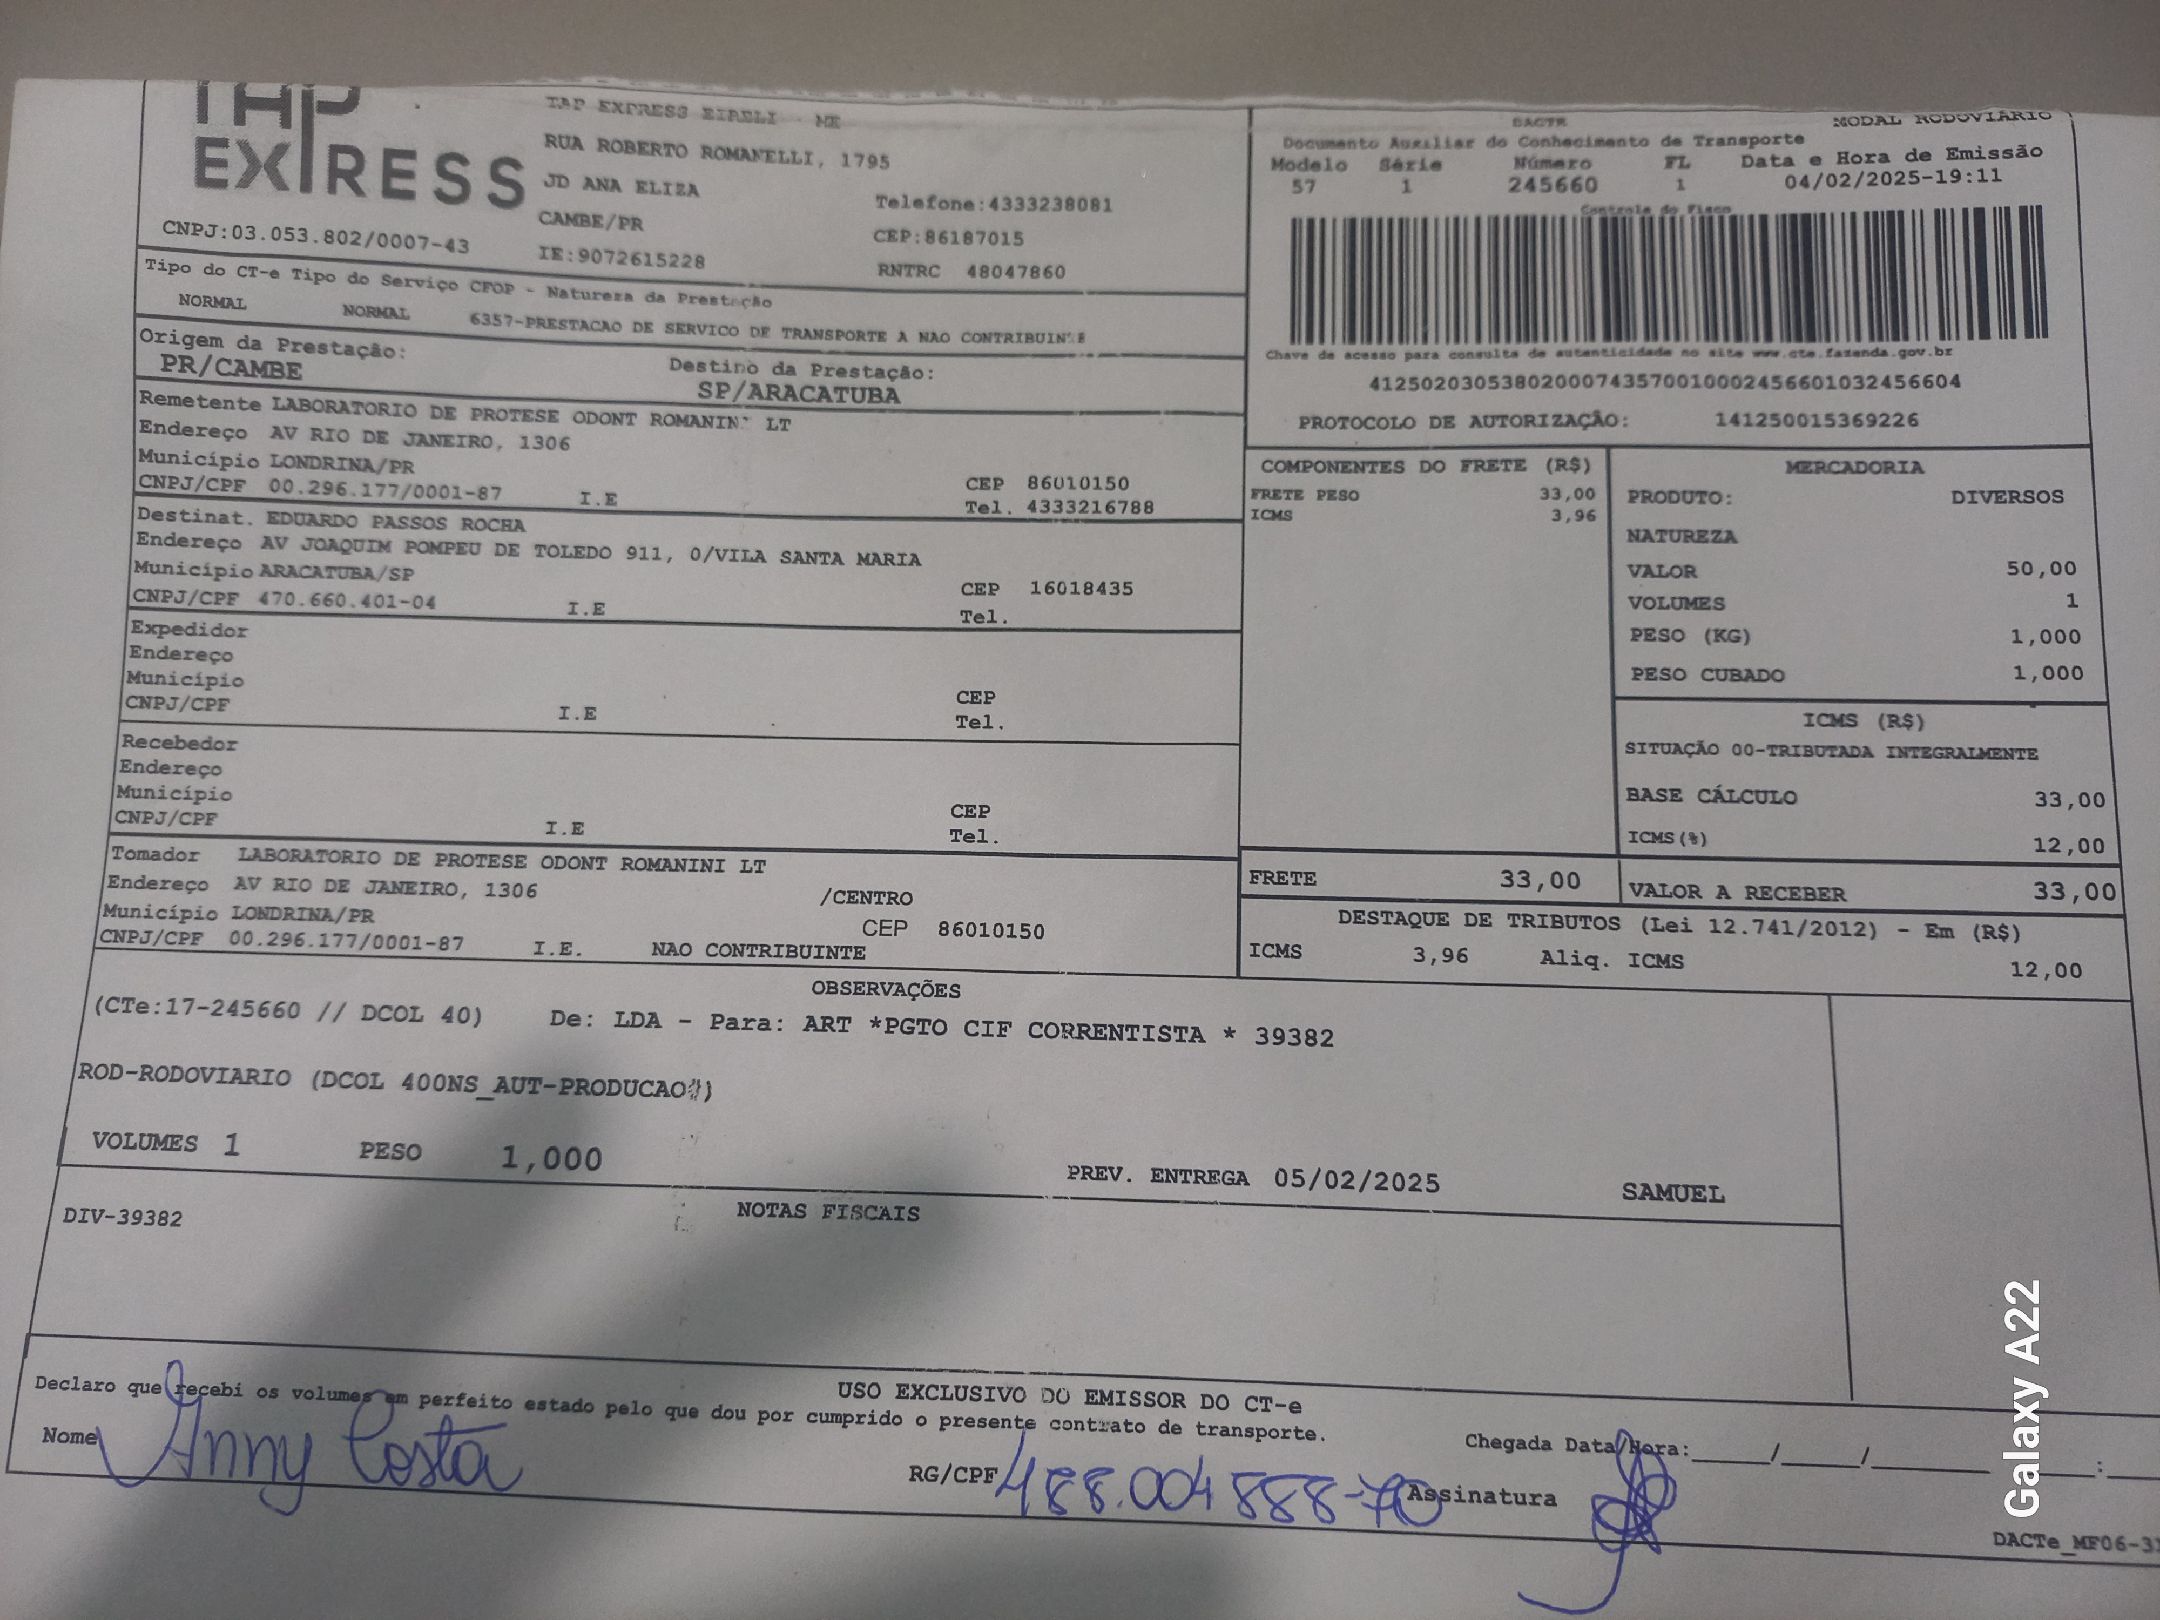 TAP
EXPRESS
CNPJ:03.053.802/0007-43
TAP EXPRESS EIRELI - ME
RUA ROBERTO ROMANELLI, 1795
JD ANA ELIZA
CAMBE/PR
IE:9072615228
Telefone:4333238081
CEP:86187015
RNTRC 48047860
DACTE
MODAL RODOVIÁRIO
Documento Auxiliar do Conhecimento de Transporte
Modelo Série Número FL Data e Hora de Emissão
57 1 245660 1 04/02/2025-19:11
Controle do Fisco
Chave de acesso para consulta de autenticidade no site www.cte.fazenda.gov.br
41250203053802000743570010002456601032456604
PROTOCOLO DE AUTORIZAÇÃO: 141250015369226
Tipo do CT-e Tipo do Serviço CFOP - Natureza da Prestação
NORMAL NORMAL 6357-PRESTACAO DE SERVICO DE TRANSPORTE A NAO CONTRIBUINTE
Origem da Prestação: Destino da Prestação:
PR/CAMBE SP/ARACATUBA
Remetente LABORATORIO DE PROTESE ODONT ROMANINI LT
Endereço AV RIO DE JANEIRO, 1306
Município LONDRINA/PR CEP 86010150
CNPJ/CPF 00.296.177/0001-87 I.E Tel. 4333216788
Destinat. EDUARDO PASSOS ROCHA
Endereço AV JOAQUIM POMPEU DE TOLEDO 911, 0/VILA SANTA MARIA
Município ARACATUBA/SP CEP 16018435
CNPJ/CPF 470.660.401-04 I.E Tel.
Expedidor
Endereço
Município CEP
CNPJ/CPF I.E Tel.
Recebedor
Endereço
Município CEP
CNPJ/CPF I.E Tel.
Tomador LABORATORIO DE PROTESE ODONT ROMANINI LT
Endereço AV RIO DE JANEIRO, 1306 /CENTRO
Município LONDRINA/PR CEP 86010150
CNPJ/CPF 00.296.177/0001-87 I.E. NAO CONTRIBUINTE
COMPONENTES DO FRETE (R$)
FRETE PESO 33,00
ICMS 3,96
MERCADORIA
PRODUTO: DIVERSOS
NATUREZA
VALOR 50,00
VOLUMES 1
PESO (KG) 1,000
PESO CUBADO 1,000
ICMS (R$)
SITUAÇÃO 00-TRIBUTADA INTEGRALMENTE
BASE CÁLCULO 33,00
ICMS(%) 12,00
FRETE 33,00 VALOR A RECEBER 33,00
DESTAQUE DE TRIBUTOS (Lei 12.741/2012) - Em (R$)
ICMS 3,96 Aliq. ICMS 12,00
OBSERVAÇÕES
(CTe:17-245660 // DCOL 40) De: LDA - Para: ART *PGTO CIF CORRENTISTA * 39382
ROD-RODOVIARIO (DCOL 400NS_AUT-PRODUCAO#)
VOLUMES 1 PESO 1,000 PREV. ENTREGA 05/02/2025 SAMUEL
NOTAS FISCAIS
DIV-39382
USO EXCLUSIVO DO EMISSOR DO CT-e
Declaro que recebi os volumes em perfeito estado pelo que dou por cumprido o presente contrato de transporte.
Nome Anny Costa RG/CPF 488.004 888-70 Assinatura
Chegada Data/Hora:_____/_____/_________ _____:____
DACTe_MF06-31
Galaxy A22